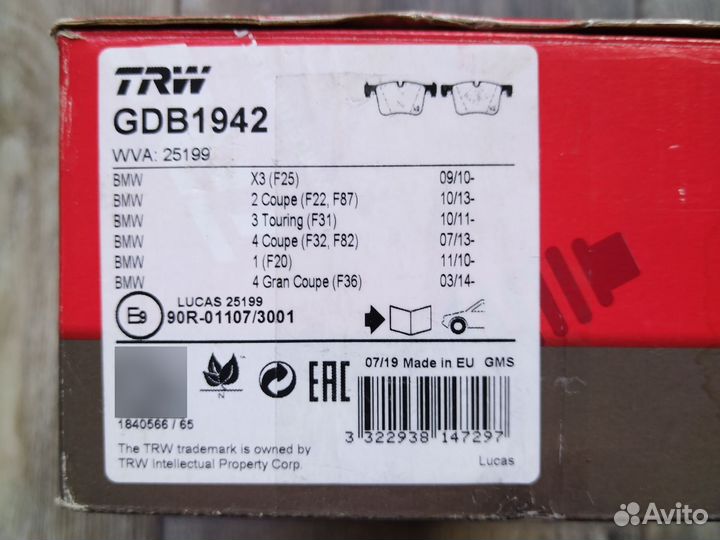 TRW
GDB1942
WVA: 25199
BMW X3 (F25) 09/10-
BMW 2 Coupe (F22, F87) 10/13-
BMW 3 Touring (F31) 10/11-
BMW 4 Coupe (F32, F82) 07/13-
BMW 1 (F20) 11/10-
BMW 4 Gran Coupe (F36) 03/14-
LUCAS 25199
E9 90R-01107/3001
07/19 Made in EU GMS
N
EAC
1840566 / 65
3 322938 147297
The TRW trademark is owned by
TRW Intellectual Property Corp.
Lucas
Avito